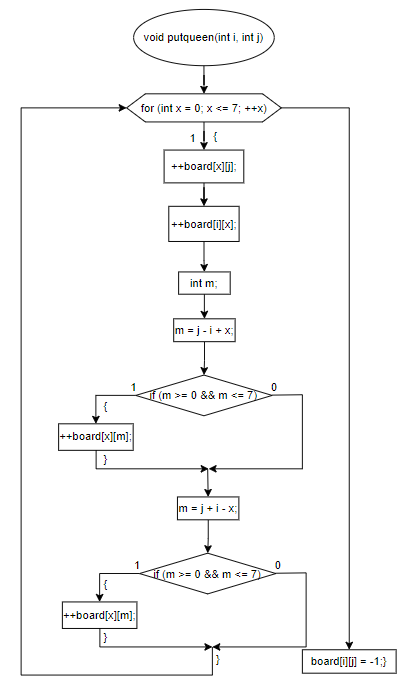 void putqueen(int i, int j)
for (int x = 0; x <= 7; ++x)
1 {
++board[x][j];
++board[i][x];
int m;
m = j - i + x;
1 0
if (m >= 0 && m <= 7)
{
++board[x][m];
}
m = j + i - x;
1 0
if (m >= 0 && m <= 7)
{
++board[x][m];
}
}
board[i][j] = -1;}